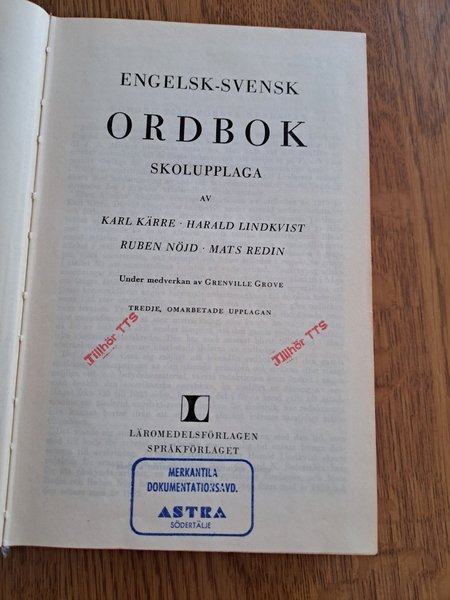 ENGELSK-SVENSK
ORDBOK
SKOLUPPLAGA
AV
KARL KÄRRE · HARALD LINDKVIST
RUBEN NÖJD · MATS REDIN
Under medverkan av GRENVILLE GROVE
TREDJE, OMARBETADE UPPLAGAN
Tillhör TTS
Tillhör TTS
L
LÄROMEDELSFÖRLAGEN
SPRÅKFÖRLAGET
MERKANTILA
DOKUMENTATIONSAVD.
ASTRA
SÖDERTÄLJE